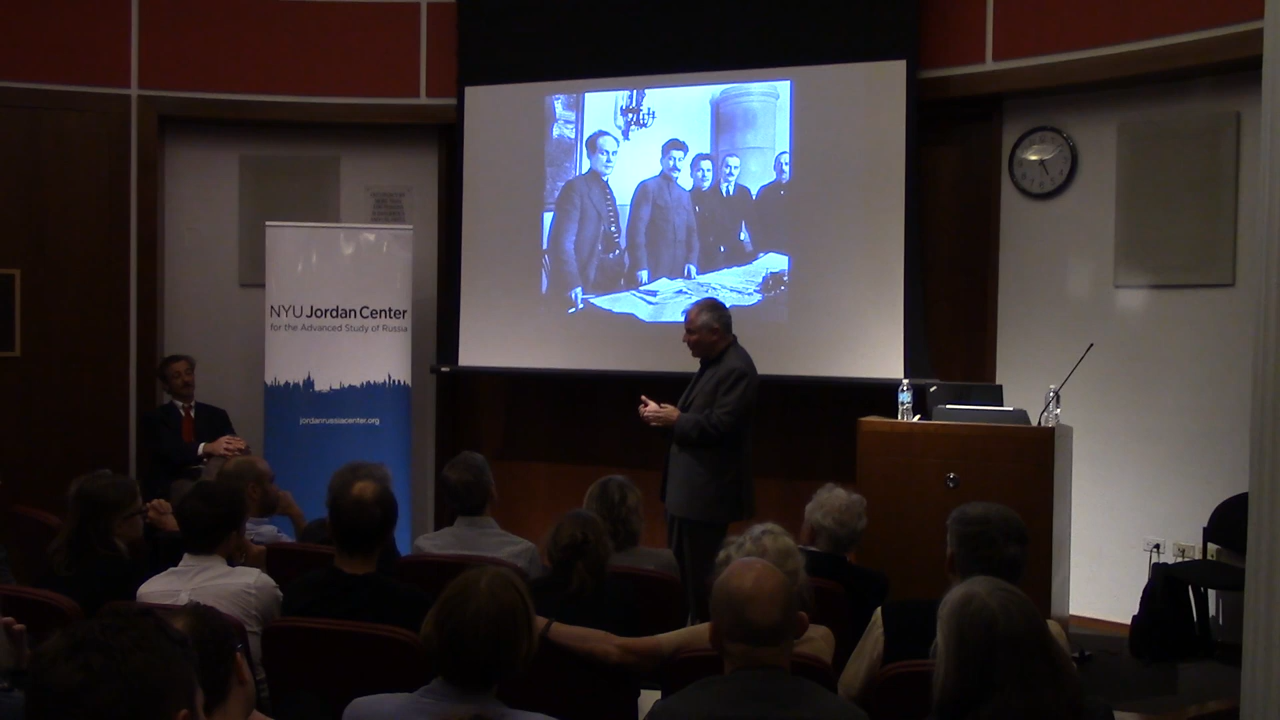 NYU Jordan Center
for the Advanced Study of Russia
jordanrussiacenter.org